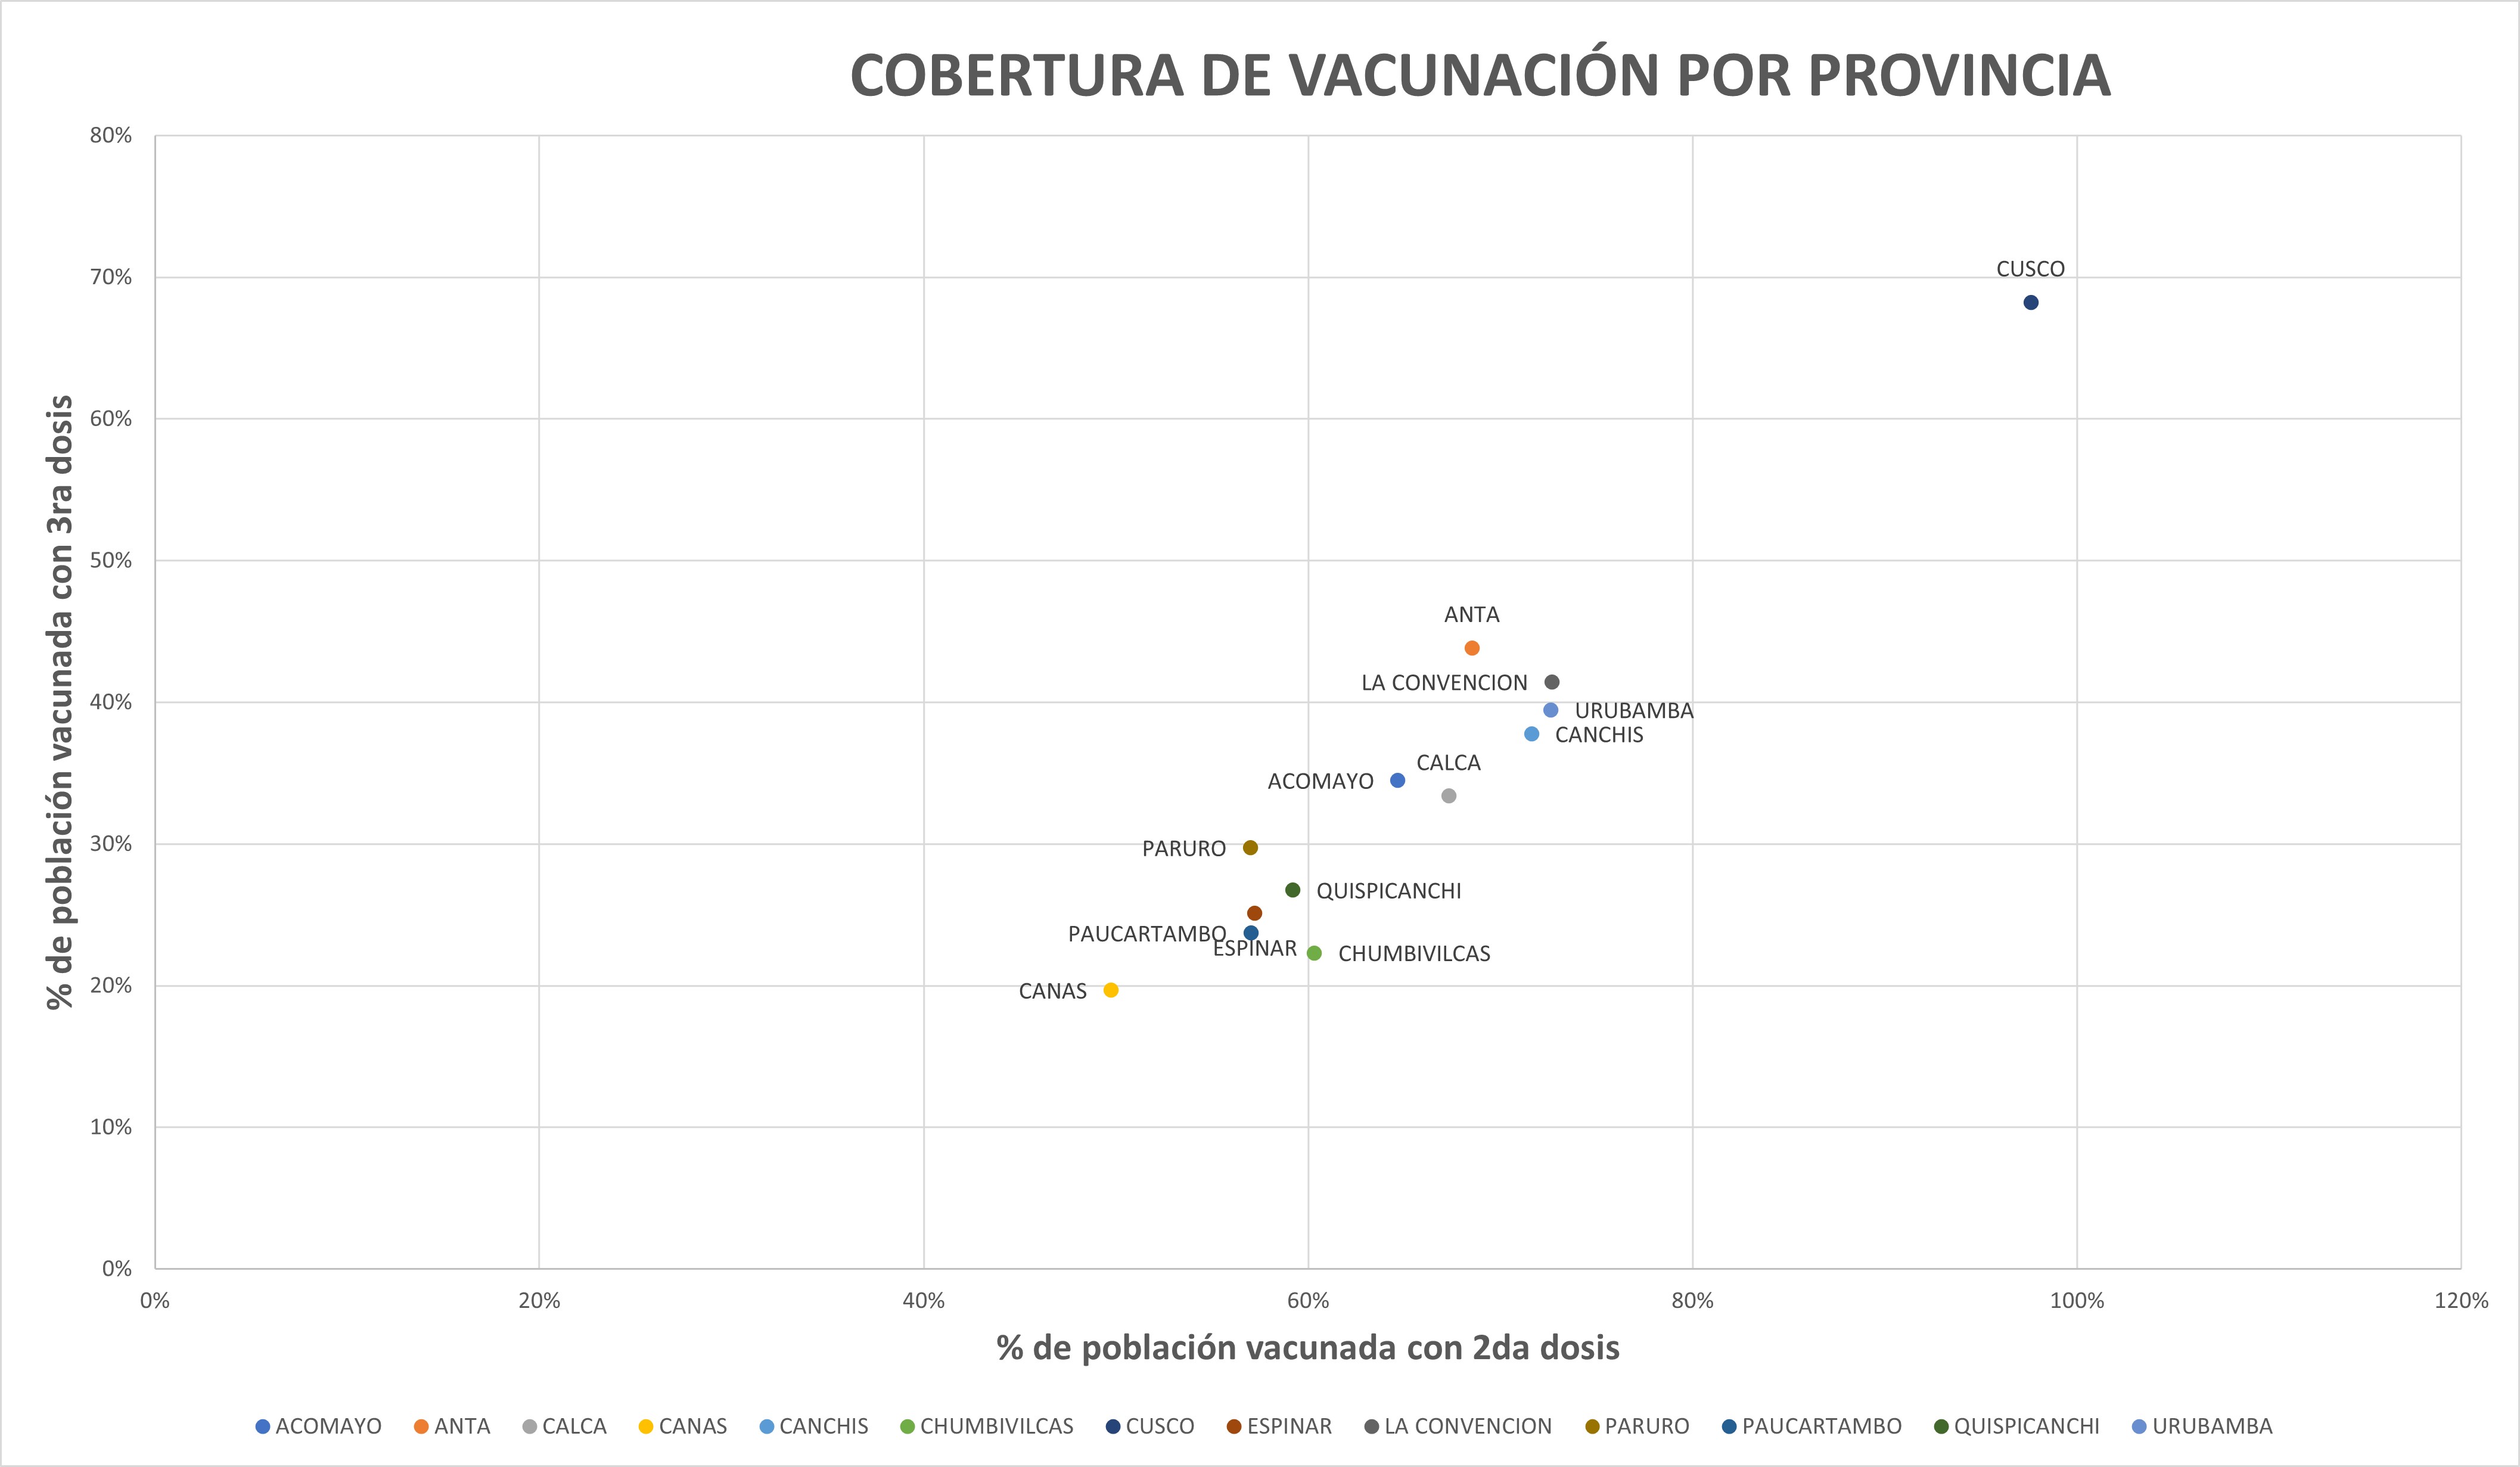 COBERTURA DE VACUNACIÓN POR PROVINCIA
80%
70%
60%
50%
40%
30%
20%
10%
0%
% de población vacunada con 3ra dosis
CUSCO
ANTA
LA CONVENCION
URUBAMBA
CANCHIS
CALCA
ACOMAYO
PARURO
QUISPICANCHI
PAUCARTAMBO
ESPINAR
CHUMBIVILCAS
CANAS
0% 20% 40% 60% 80% 100% 120%
% de población vacunada con 2da dosis
ACOMAYO ANTA CALCA CANAS CANCHIS CHUMBIVILCAS CUSCO ESPINAR LA CONVENCION PARURO PAUCARTAMBO QUISPICANCHI URUBAMBA